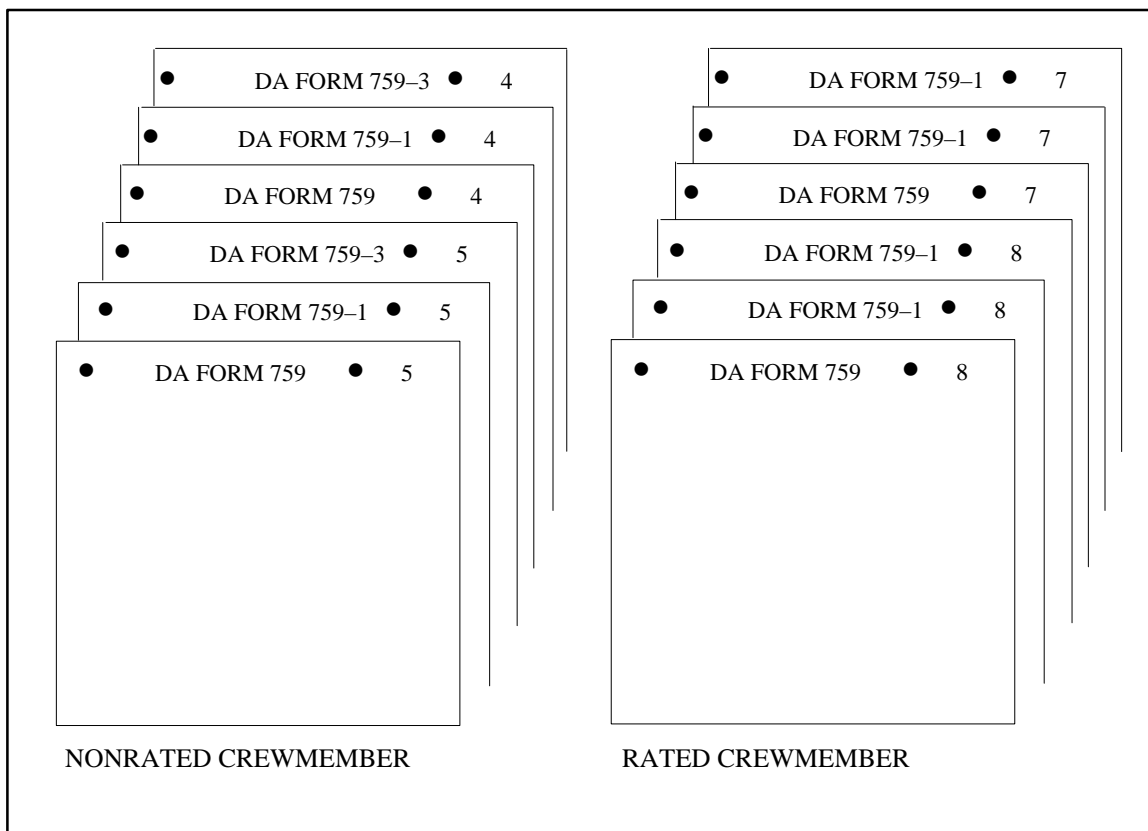 DA FORM 759–3 4
DA FORM 759–1 4
DA FORM 759 4
DA FORM 759–3 5
DA FORM 759–1 5
DA FORM 759 5
NONRATED CREWMEMBER
DA FORM 759–1 7
DA FORM 759–1 7
DA FORM 759 7
DA FORM 759–1 8
DA FORM 759–1 8
DA FORM 759 8
RATED CREWMEMBER